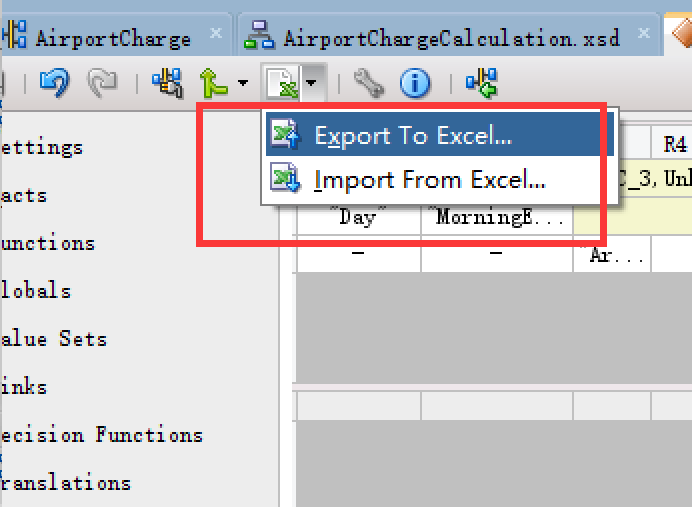 AirportCharge × AirportChargeCalculation.xsd ×
Export To Excel...
Import From Excel...
R4
C_3, Unk
"Day" "MorningE...
– – "Ar...
ettings
acts
unctions
lobals
alue Sets
inks
ecision Functions
ranslations